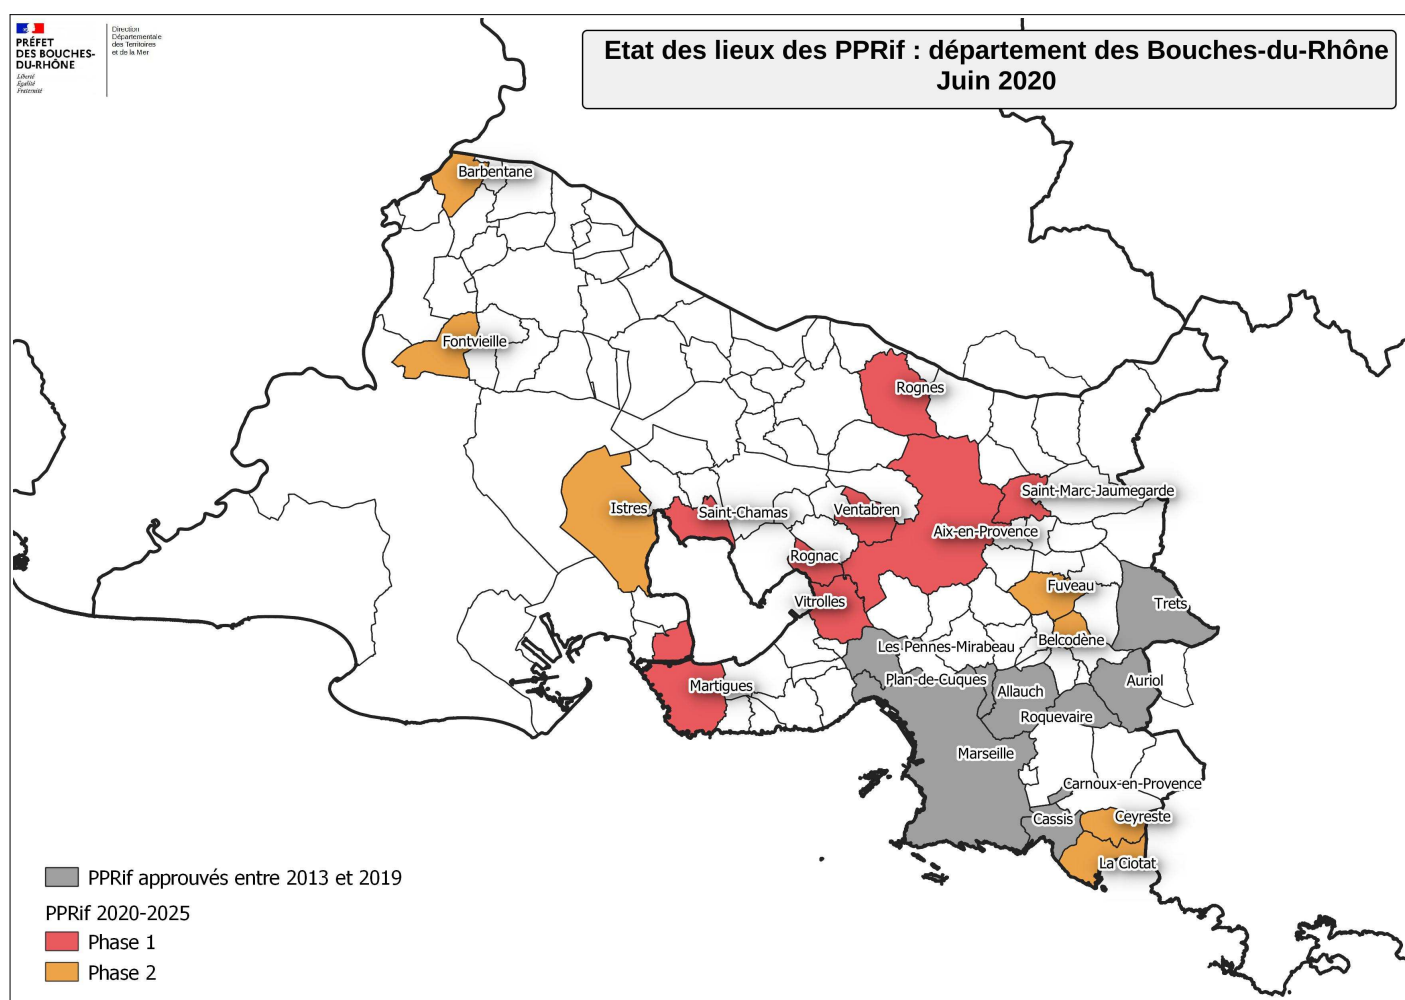 PRÉFET
DES BOUCHES-
DU-RHÔNE
Liberté
Égalité
Fraternité
Direction
Départementale
des Territoires
et de la Mer
Etat des lieux des PPRif : département des Bouches-du-Rhône
Juin 2020
Barbentane
Fontvieille
Rognes
Istres
Saint-Chamas
Ventabren
Saint-Marc-Jaumegarde
Aix-en-Provence
Rognac
Vitrolles
Fuveau
Trets
Belcodène
Les Pennes-Mirabeau
Plan-de-Cuques
Martigues
Allauch
Auriol
Roquevaire
Marseille
Carnoux-en-Provence
Cassis
Ceyreste
La Ciotat
PPRif approuvés entre 2013 et 2019
PPRif 2020-2025
Phase 1
Phase 2